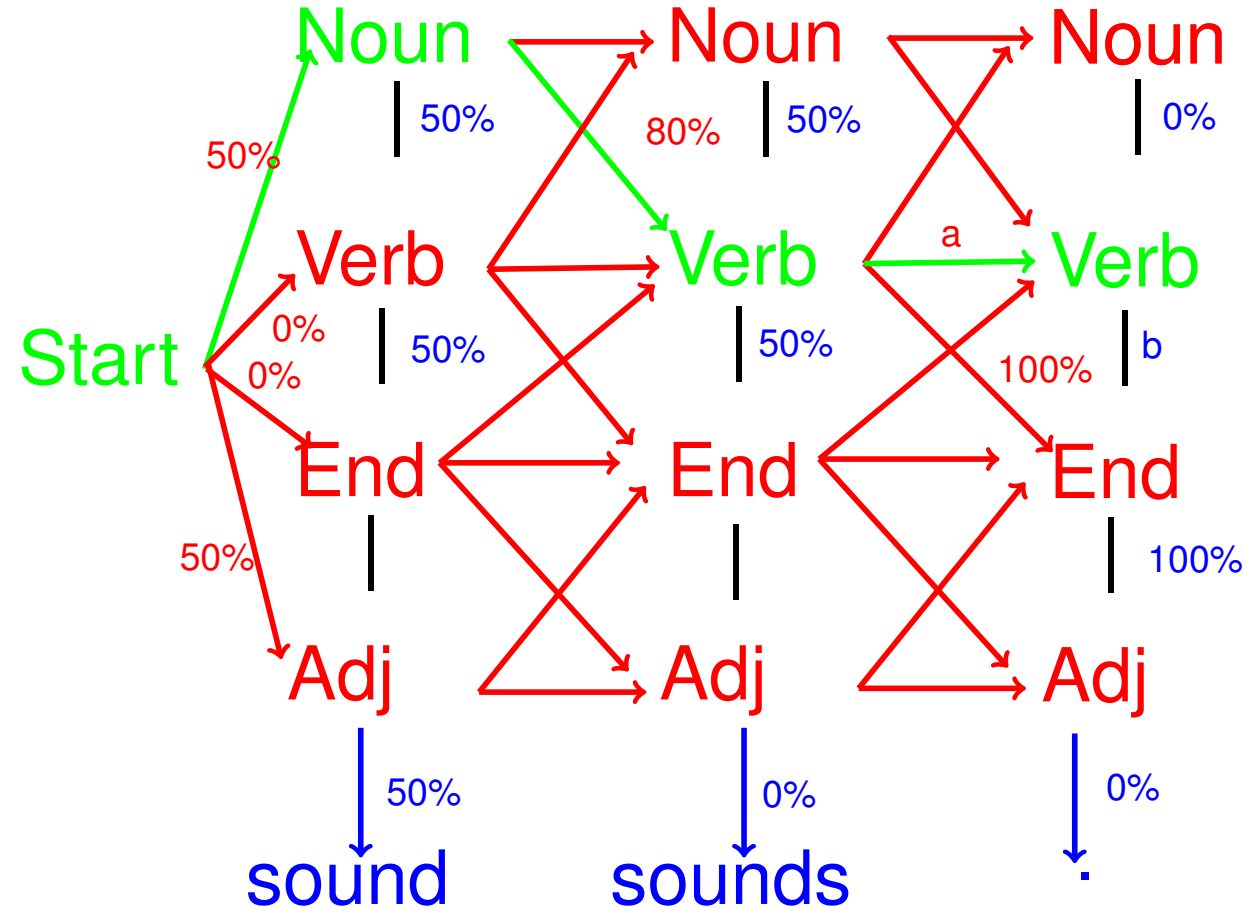 Noun Noun Noun
50% 80% 50% 0%
50%
Verb Verb a Verb
0% 50% 50% b
Start 0% 100%
End End End
50% 100%
Adj Adj Adj
50% 0% 0%
sound sounds .